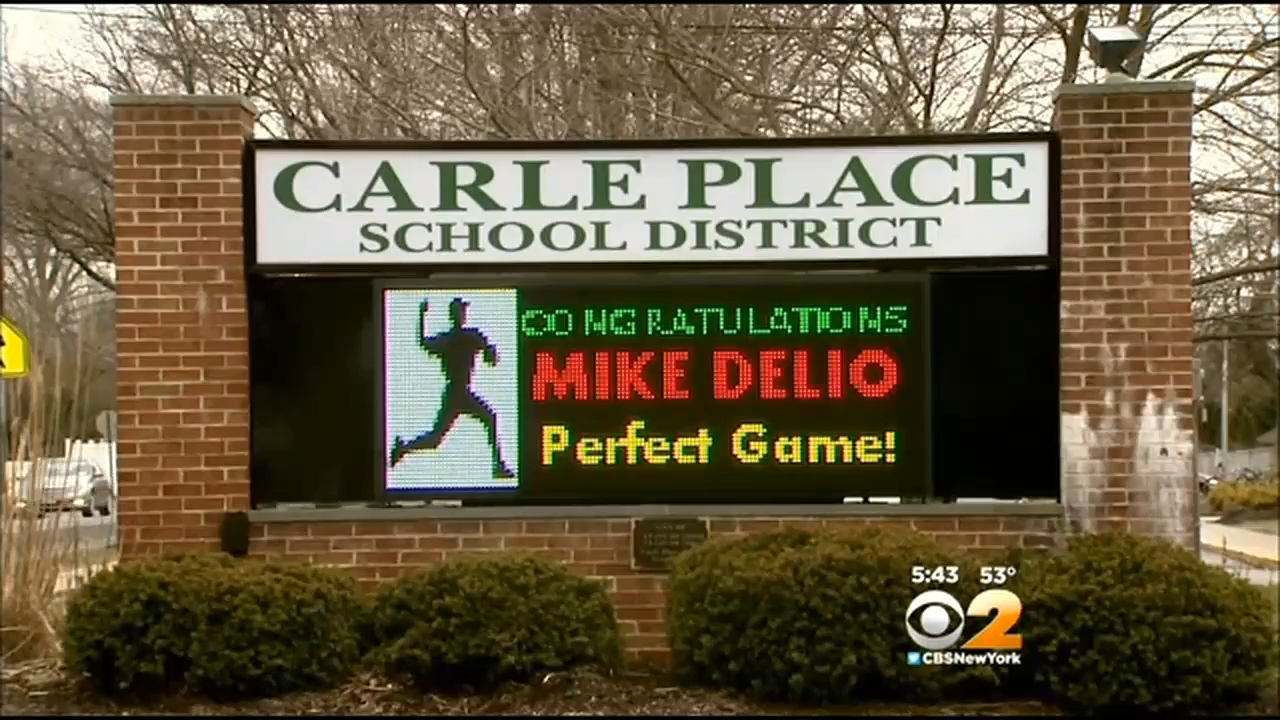 CARLE PLACE
SCHOOL DISTRICT
CONGRATULATIONS
MIKE DELIO
Perfect Game!
5:43 53°
2
CBSNewYork